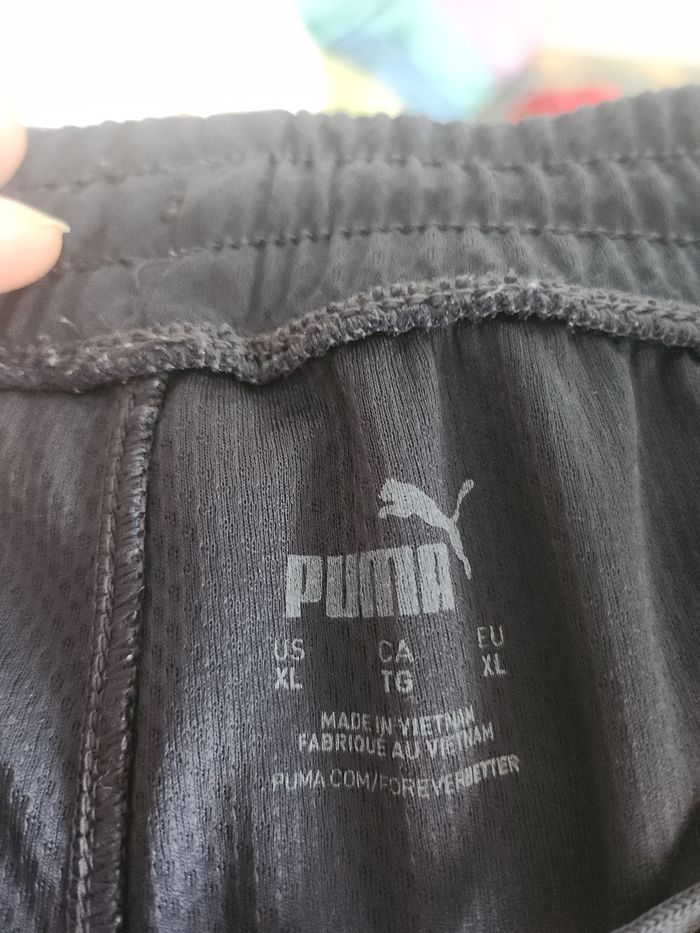 PUMA
US CA EU
XL TG XL
MADE IN VIETNAM
FABRIQUÉ AU VIETNAM
PUMA.COM/FOREVERBETTER